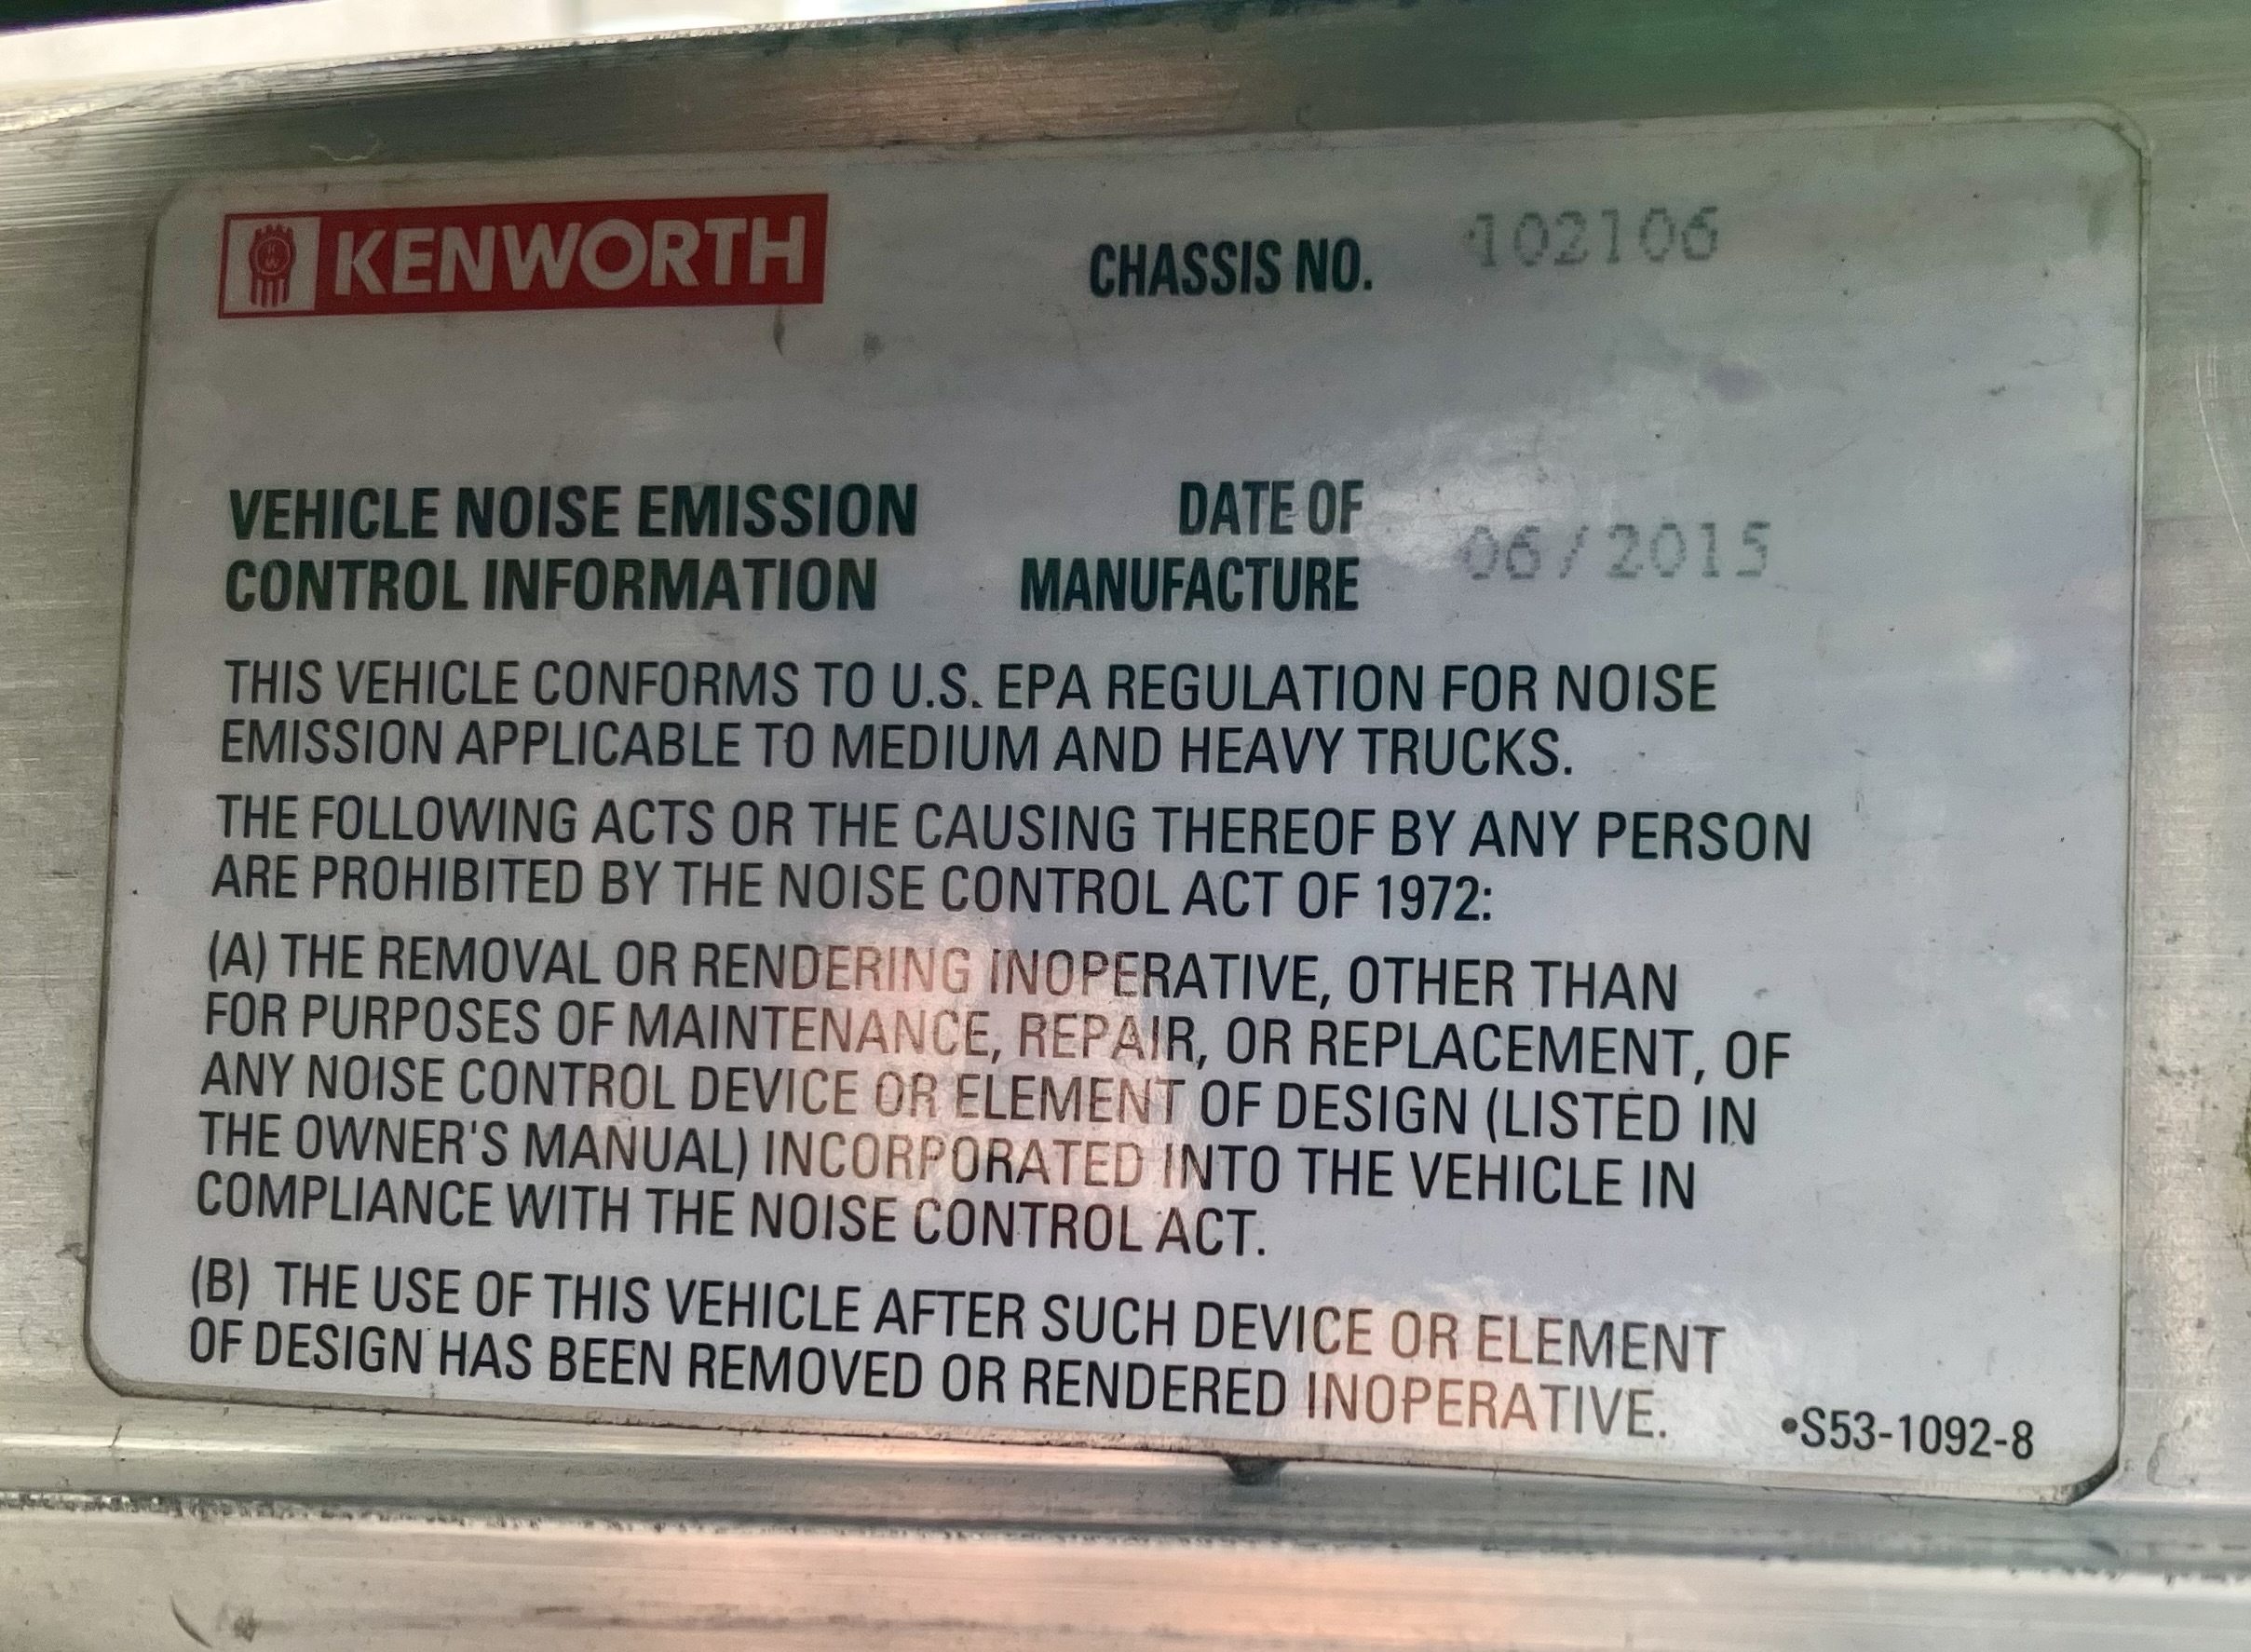 KENWORTH CHASSIS NO. 102106
VEHICLE NOISE EMISSION DATE OF
CONTROL INFORMATION MANUFACTURE 06/2015
THIS VEHICLE CONFORMS TO U.S. EPA REGULATION FOR NOISE
EMISSION APPLICABLE TO MEDIUM AND HEAVY TRUCKS.
THE FOLLOWING ACTS OR THE CAUSING THEREOF BY ANY PERSON
ARE PROHIBITED BY THE NOISE CONTROL ACT OF 1972:
(A) THE REMOVAL OR RENDERING INOPERATIVE, OTHER THAN
FOR PURPOSES OF MAINTENANCE, REPAIR, OR REPLACEMENT, OF
ANY NOISE CONTROL DEVICE OR ELEMENT OF DESIGN (LISTED IN
THE OWNER'S MANUAL) INCORPORATED INTO THE VEHICLE IN
COMPLIANCE WITH THE NOISE CONTROL ACT.
(B) THE USE OF THIS VEHICLE AFTER SUCH DEVICE OR ELEMENT
OF DESIGN HAS BEEN REMOVED OR RENDERED INOPERATIVE.
•S53-1092-8